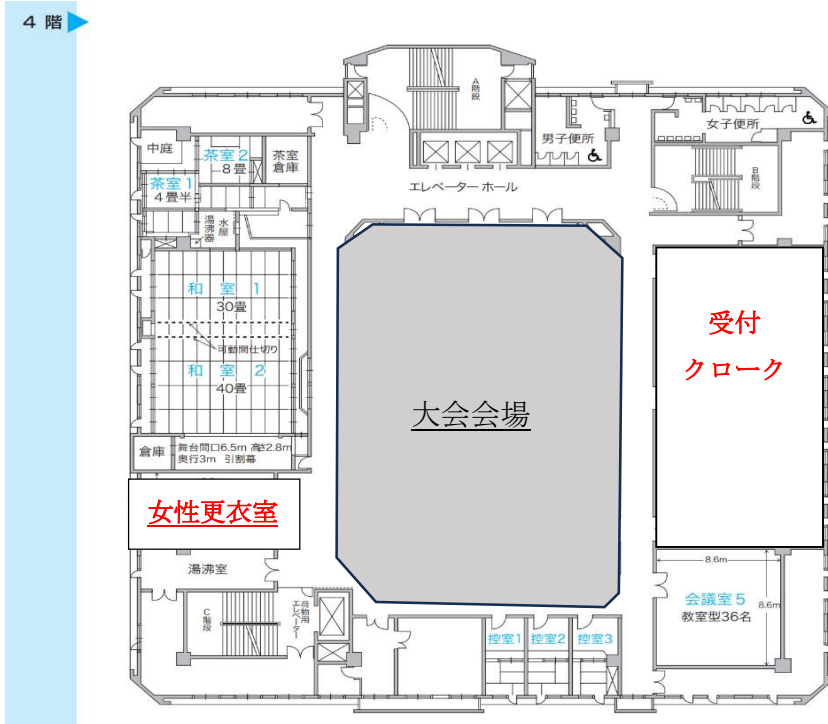 4 階
A階段
男子便所
女子便所
中庭
茶室2
8畳
茶室
倉庫
茶室1
4畳半
エレベーター ホール
B階段
湯沸器
水屋
和 室 1
30畳
可動間仕切り
和 室 2
40畳
受付
クローク
大会会場
倉庫
舞台間口6.5m 高さ2.8m
奥行3m 引割幕
女性更衣室
湯沸室
8.6m
会議室5
教室型36名
8.6m
C階段
荷物用
エレベーター
控室1
控室2
控室3